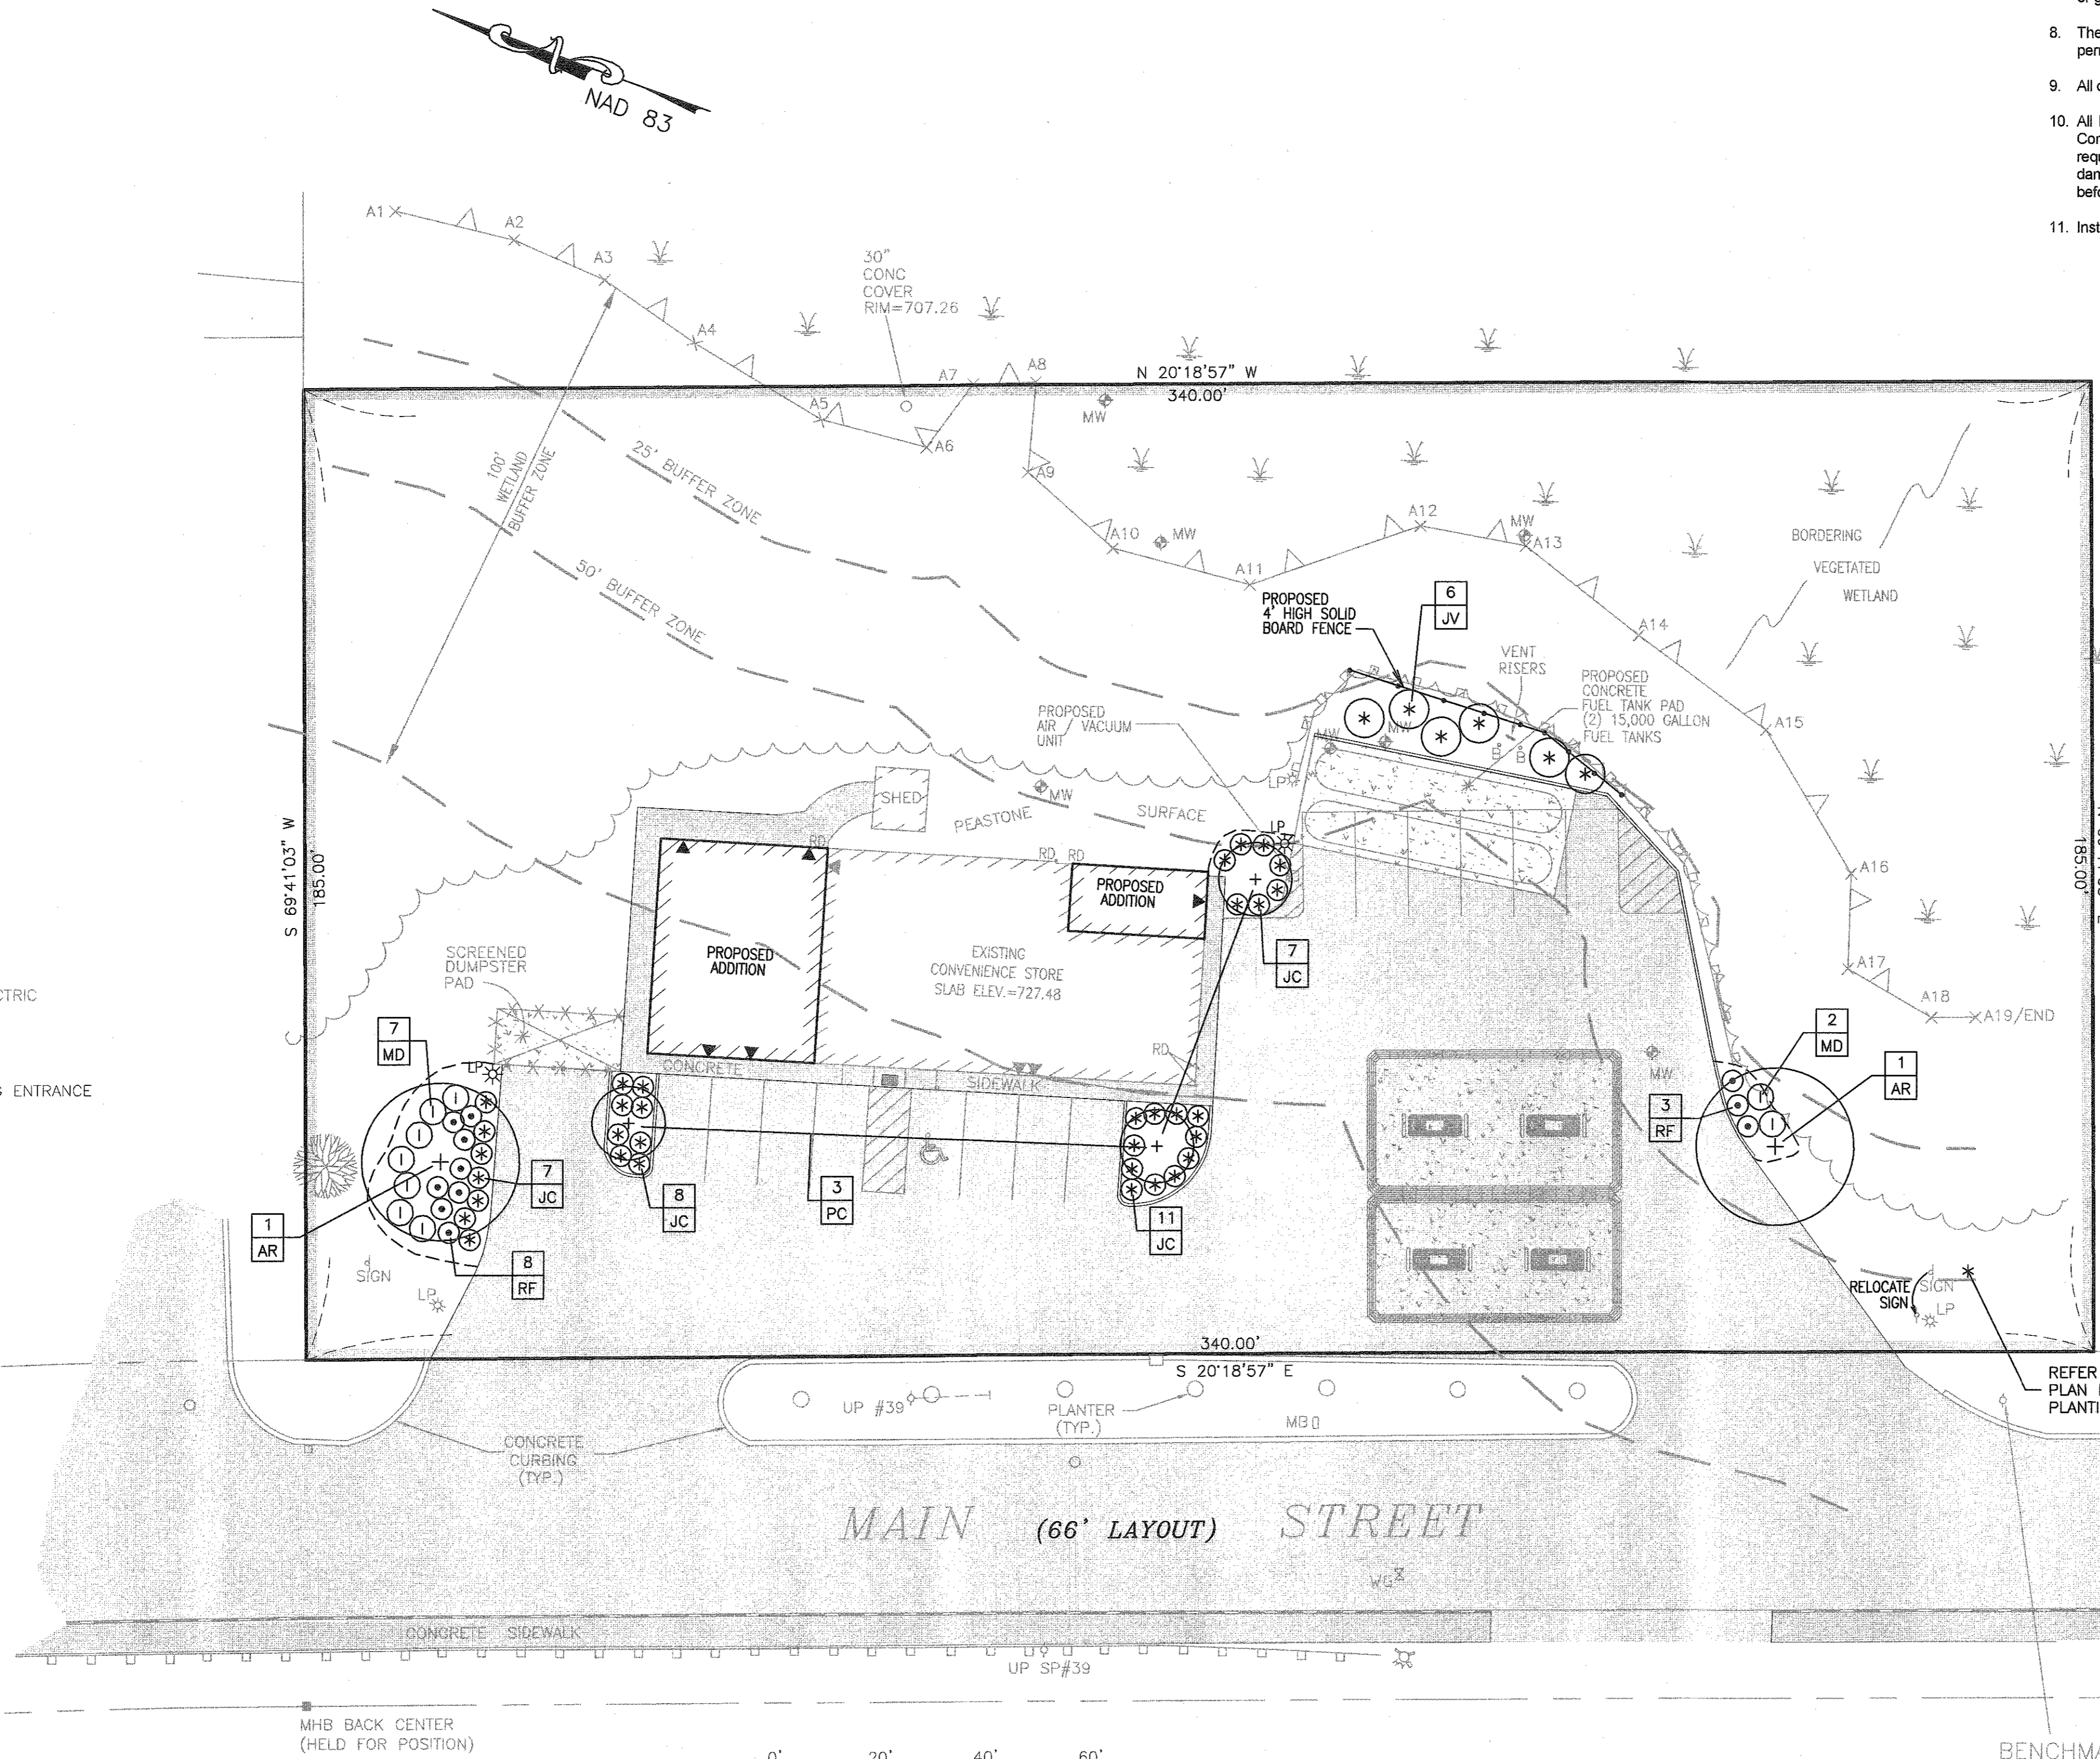 NAD 83
8. The
9. All c
11. Inst
A1
A2
A3
A4
A5
A6
A7
A8
A9
A10
A11
A12
A13
A14
A15
A16
A17
A18
A19/END
30"
CONC
COVER
RIM=707.26
N 20°18'57" W
340.00'
MW
MW
MW
100'
WETLAND
BUFFER ZONE
25' BUFFER ZONE
50' BUFFER ZONE
BORDERING
VEGETATED
WETLAND
PROPOSED
4' HIGH SOLID
BOARD FENCE
6
JV
VENT
RISERS
PROPOSED
CONCRETE
FUEL TANK PAD
(2) 15,000 GALLON
FUEL TANKS
PROPOSED
AIR / VACUUM
UNIT
MW
MW
B
B
LP
LP
MW
SHED
PEASTONE
SURFACE
S 69°41'03" W
185.00'
185.00'
RD
RD
RD
PROPOSED
ADDITION
PROPOSED
ADDITION
EXISTING
CONVENIENCE STORE
SLAB ELEV.=727.48
RD
7
JC
SCREENED
DUMPSTER
PAD
CTRIC
ENTRANCE
7
MD
LP
CONCRETE
SIDEWALK
MW
2
MD
1
AR
3
RF
7
JC
8
JC
3
PC
11
JC
1
AR
8
RF
SIGN
LP
RELOCATE
SIGN
SIGN
LP
340.00'
S 20°18'57" E
REFER
PLAN
PLANTI
UP #39
PLANTER
(TYP.)
MB
CONCRETE
CURBING
(TYP.)
MAIN (66' LAYOUT) STREET
WG
CONCRETE SIDEWALK
UP SP#39
MHB BACK CENTER
(HELD FOR POSITION)
0' 20' 40' 60'
BENCHMA